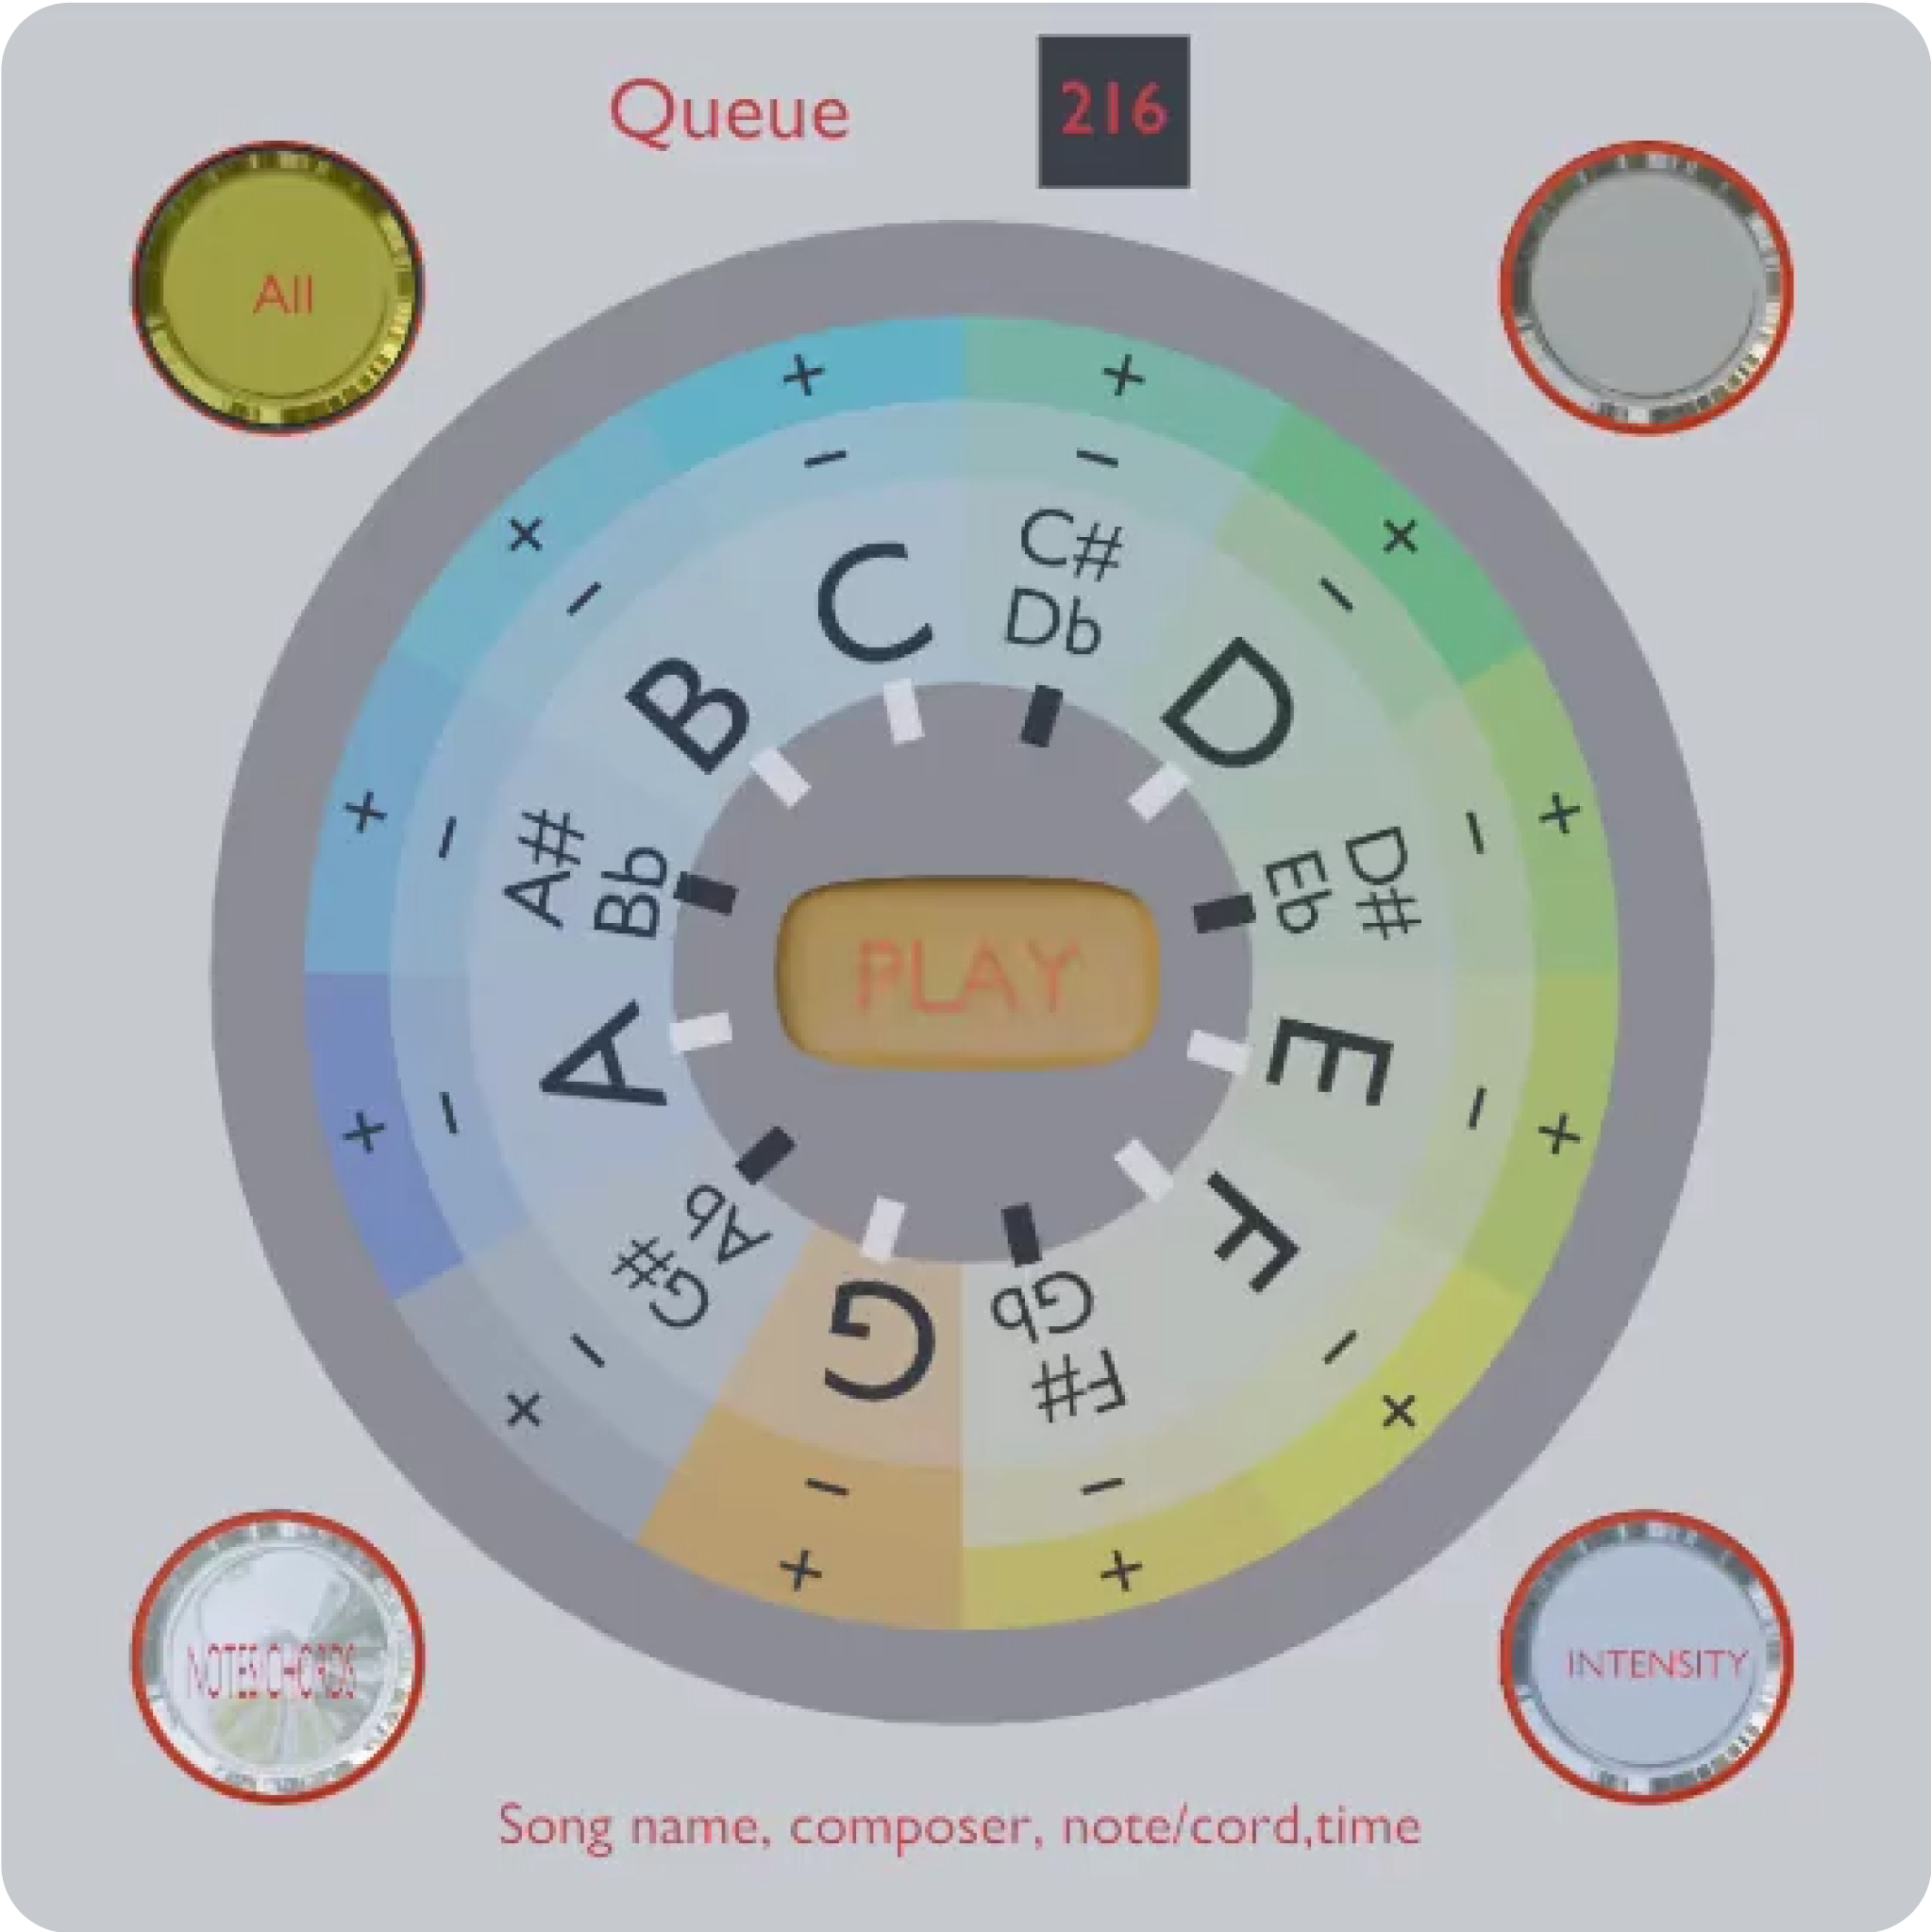 Queue
216
All
+
+
+
+
+
+
+
+
+
+
+
+
−
−
−
−
−
−
−
−
−
−
−
−
C
C#
Db
D
D#
Eb
E
F
F#
Gb
G
G#
Ab
A
A#
Bb
B
PLAY
NOTES/CHORDS
INTENSITY
Song name, composer, note/cord,time